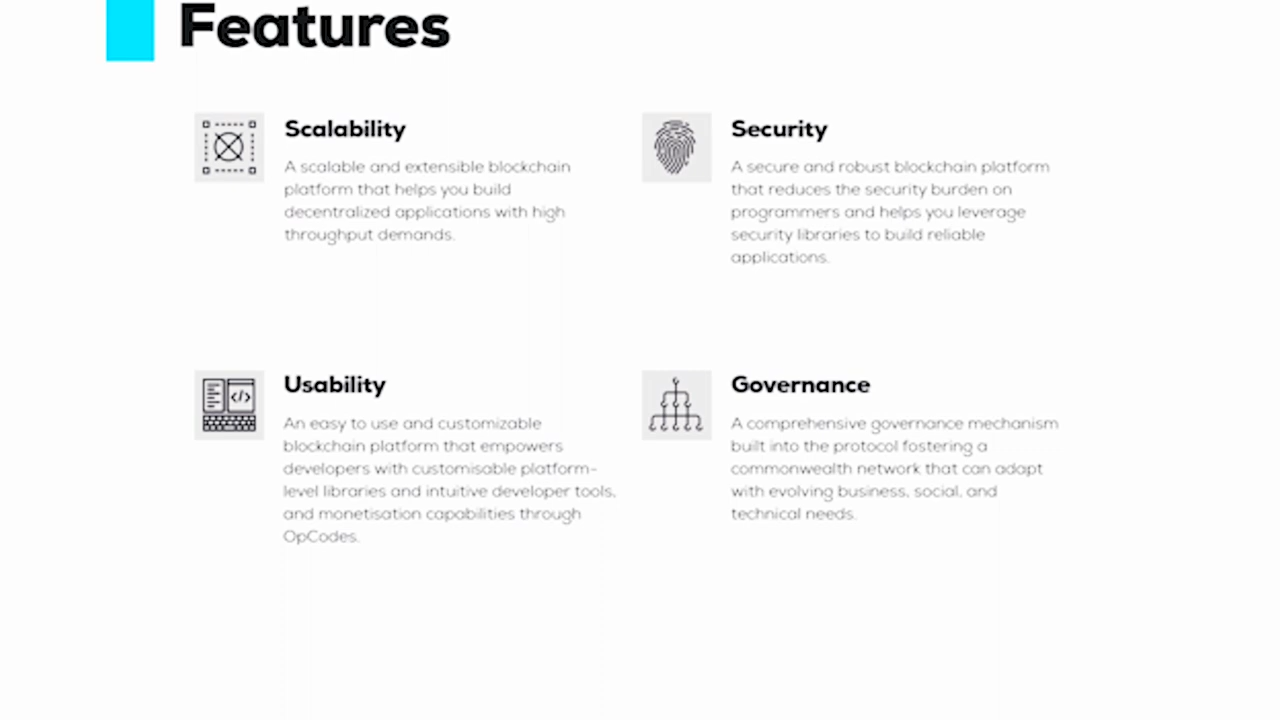 Features
Scalability
A scalable and extensible blockchain
platform that helps you build
decentralized applications with high
throughput demands.
Security
A secure and robust blockchain platform
that reduces the security burden on
programmers and helps you leverage
security libraries to build reliable
applications.
Usability
An easy to use and customizable
blockchain platform that empowers
developers with customisable platform-
level libraries and intuitive developer tools,
and monetisation capabilities through
OpCodes.
Governance
A comprehensive governance mechanism
built into the protocol fostering a
commonwealth network that can adapt
with evolving business, social, and
technical needs.